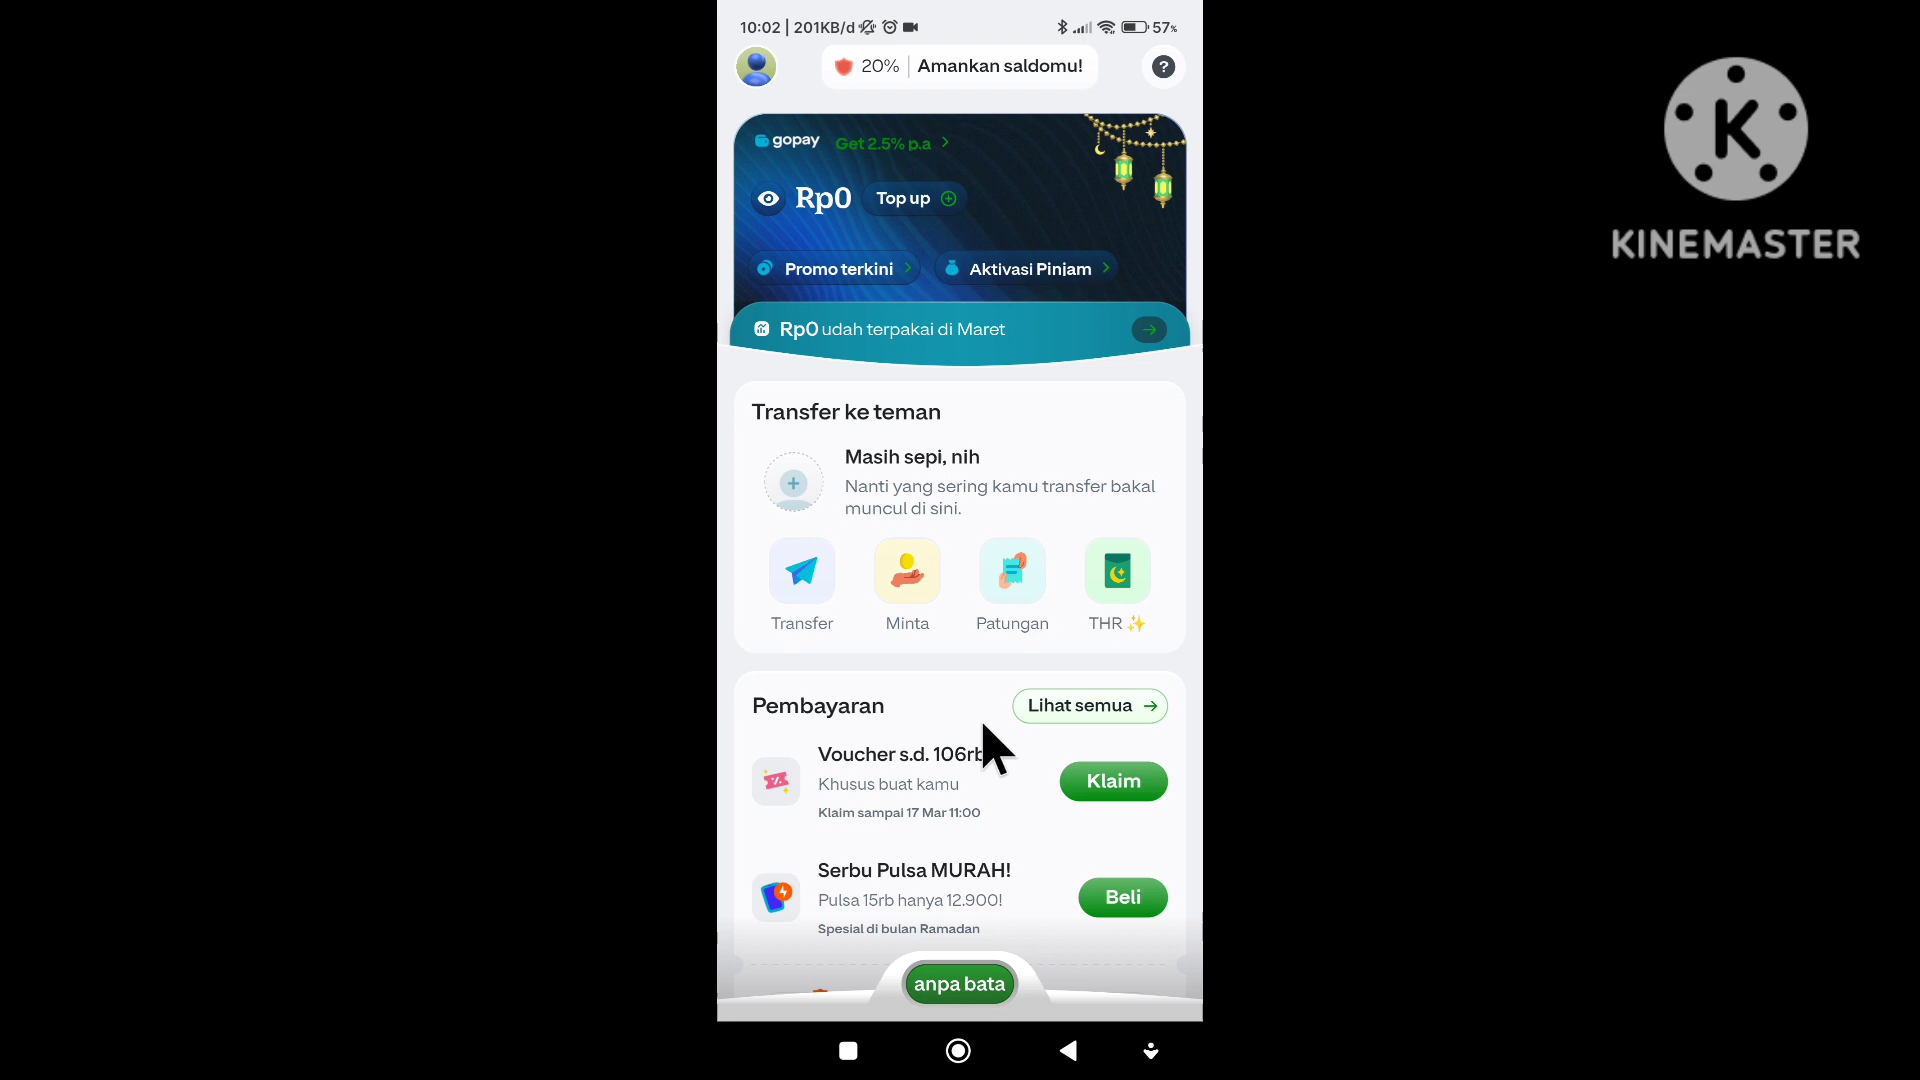 10:02 | 201KB/d
57%
20% | Amankan saldomu!
?
gopay
Get 2.5% p.a
Rp0
Top up
Promo terkini
Aktivasi Pinjam
Rp0 udah terpakai di Maret
Transfer ke teman
Masih sepi, nih
Nanti yang sering kamu transfer bakal
muncul di sini.
Transfer
Minta
Patungan
THR ✨
Pembayaran
Lihat semua
Voucher s.d. 106rb
Khusus buat kamu
Klaim sampai 17 Mar 11:00
Klaim
Serbu Pulsa MURAH!
Pulsa 15rb hanya 12.900!
Spesial di bulan Ramadan
Beli
anpa bata
K
KINEMASTER